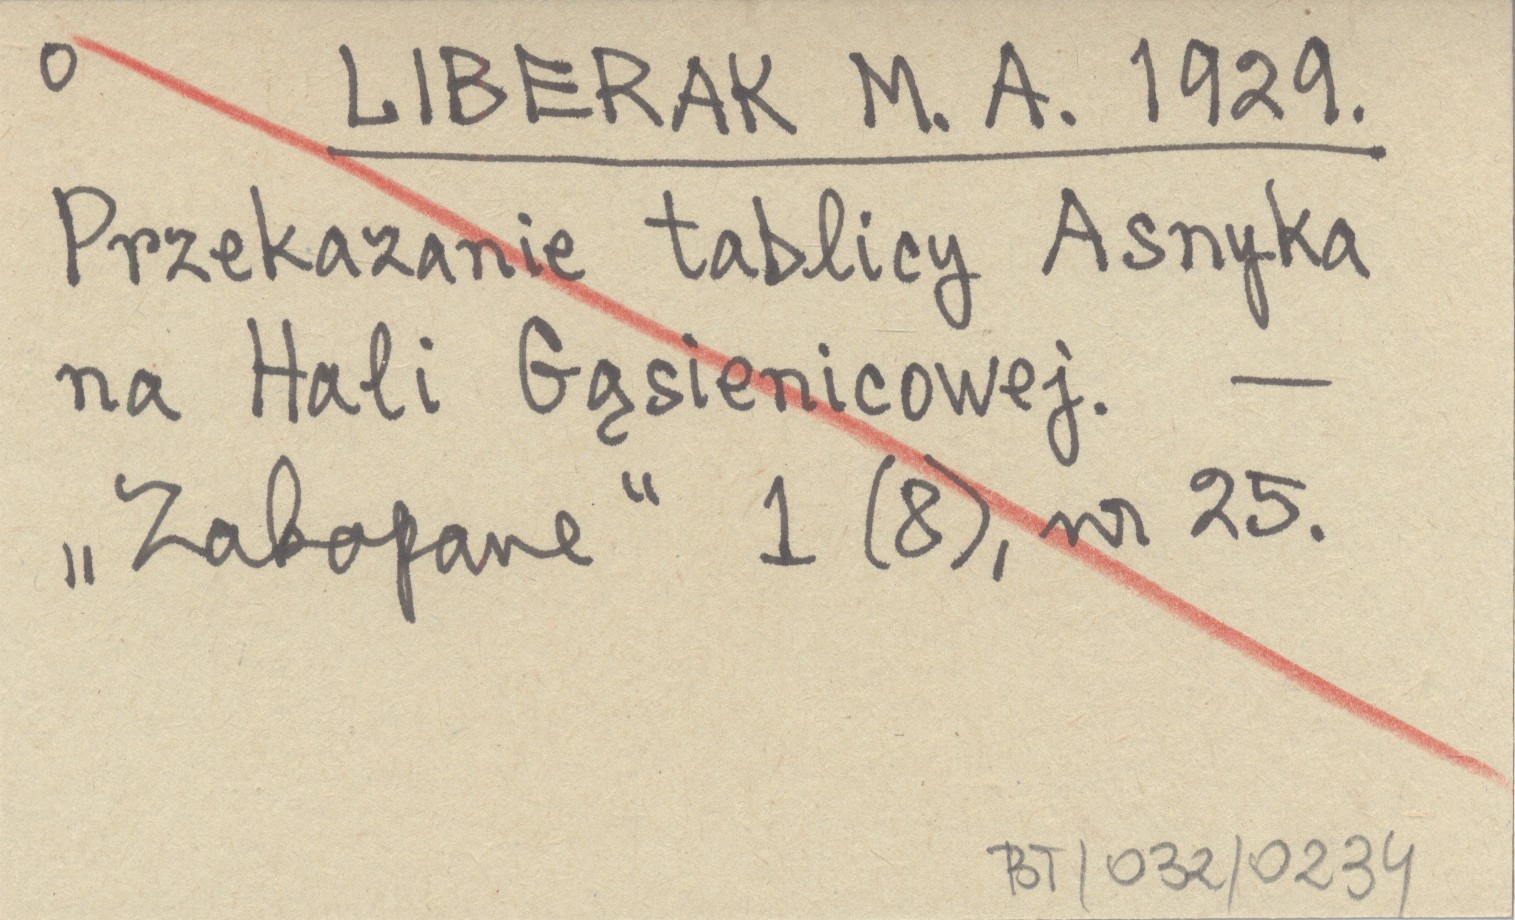 o LIBERAK M. A. 1929.
Przekazanie tablicy Asnyka
na Hali Gąsienicowej. —
„Zakopane“ 1 (8), nr 25.
BT/032/0234